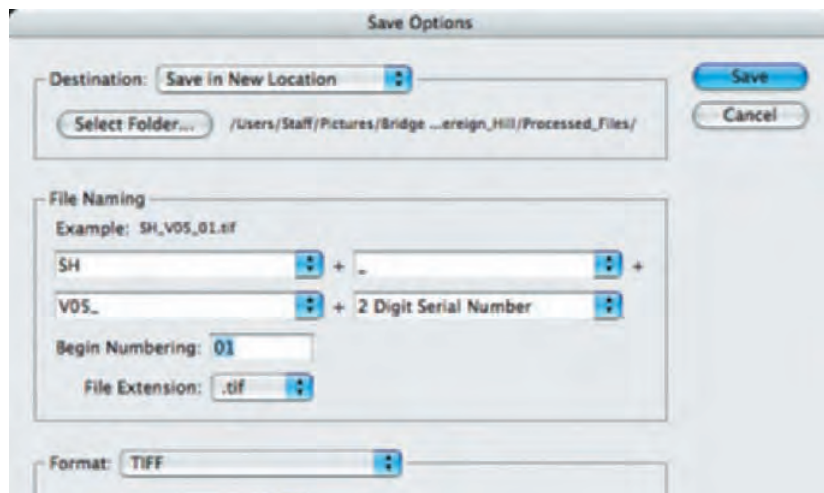 Save Options
Destination: Save in New Location
Save
Select Folder... /Users/Staff/Pictures/Bridge ...ereign_Hill/Processed_Files/
Cancel
File Naming
Example: SH_V05_01.tif
SH + _ +
V05_ + 2 Digit Serial Number
Begin Numbering: 01
File Extension: .tif
Format: TIFF